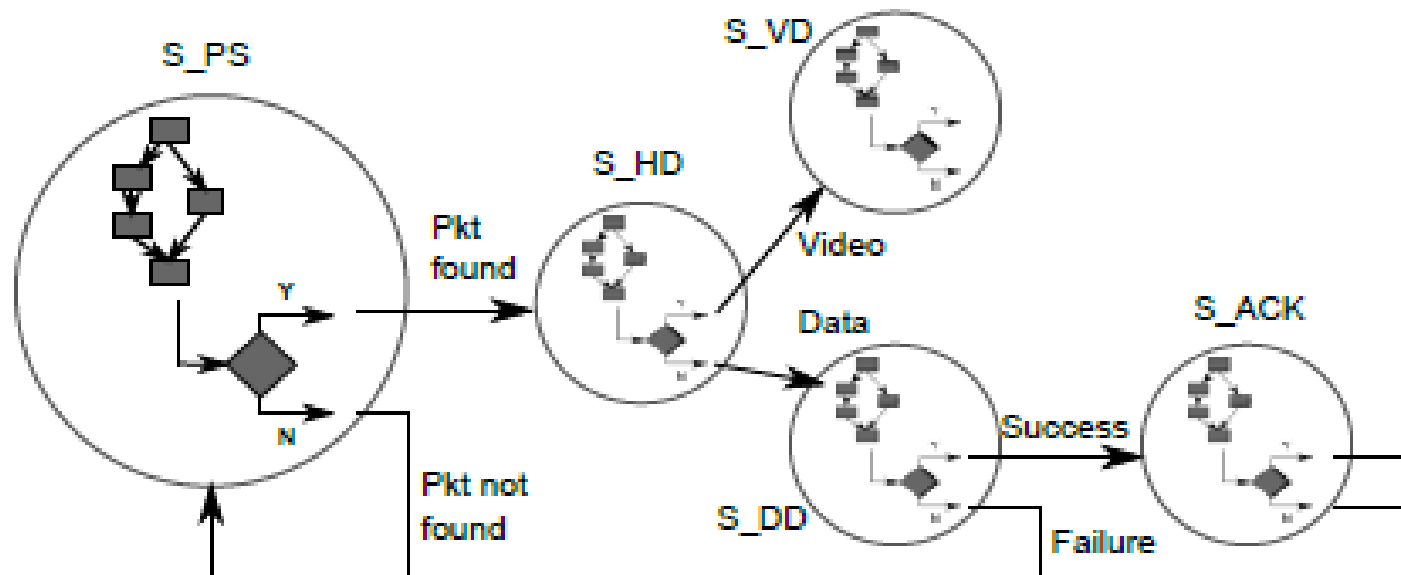 S_PS
Y
N
Pkt
found
Pkt not
found
S_HD
Y
N
Video
Data
S_VD
Y
N
S_DD
Y
N
Success
Failure
S_ACK
Y
N